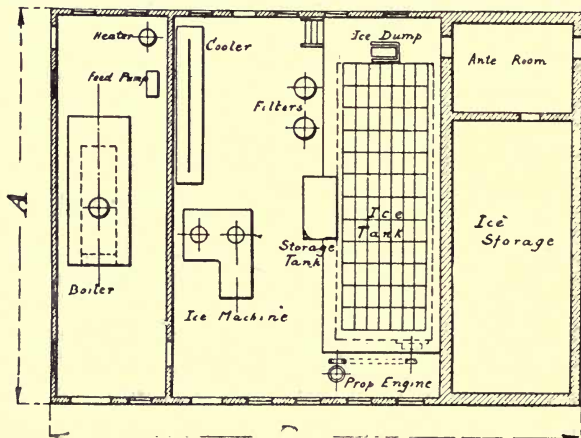 Heater
Cooler
Ice Dump
Ante Room
Feed Pump
Filters
A
Ice
Tank
Ice
Storage
Storage
Tank
Boiler
Ice Machine
Prop Engine